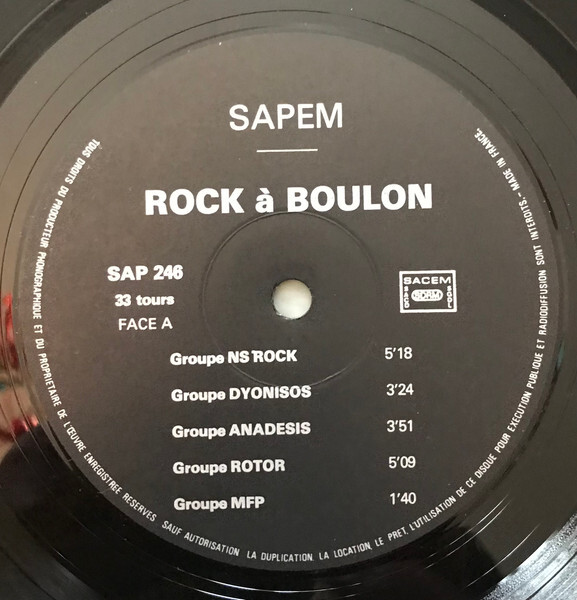 SAPEM
ROCK à BOULON
SAP 246
33 tours
FACE A
SACEM
SACD
SDRM
SGDL
Groupe NS ROCK 5'18
Groupe DYONISOS 3'24
Groupe ANADESIS 3'51
Groupe ROTOR 5'09
Groupe MFP 1'40
TOUS DROITS DU PRODUCTEUR PHONOGRAPHIQUE ET DU PROPRIETAIRE DE L'ŒUVRE ENREGISTREE RESERVES SAUF AUTORISATION LA DUPLICATION, LA LOCATION, LE PRET, L'UTILISATION DE CE DISQUE POUR EXECUTION PUBLIQUE ET RADIODIFFUSION SONT INTERDITS - MADE IN FRANCE.